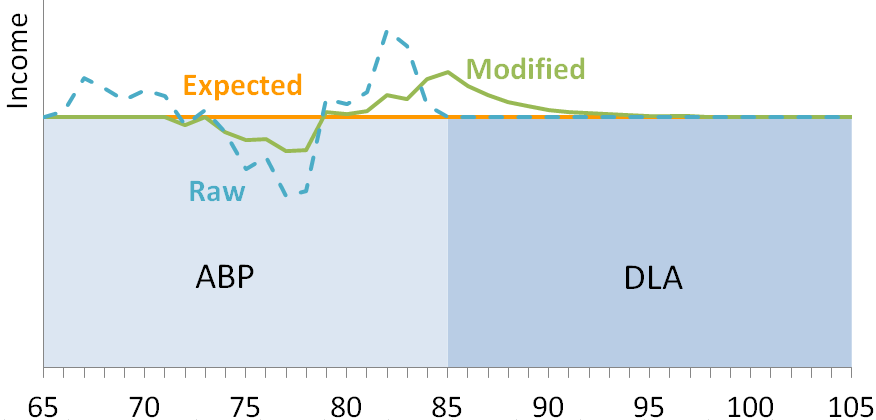 Income
Expected
Modified
Raw
ABP
DLA
65 70 75 80 85 90 95 100 105